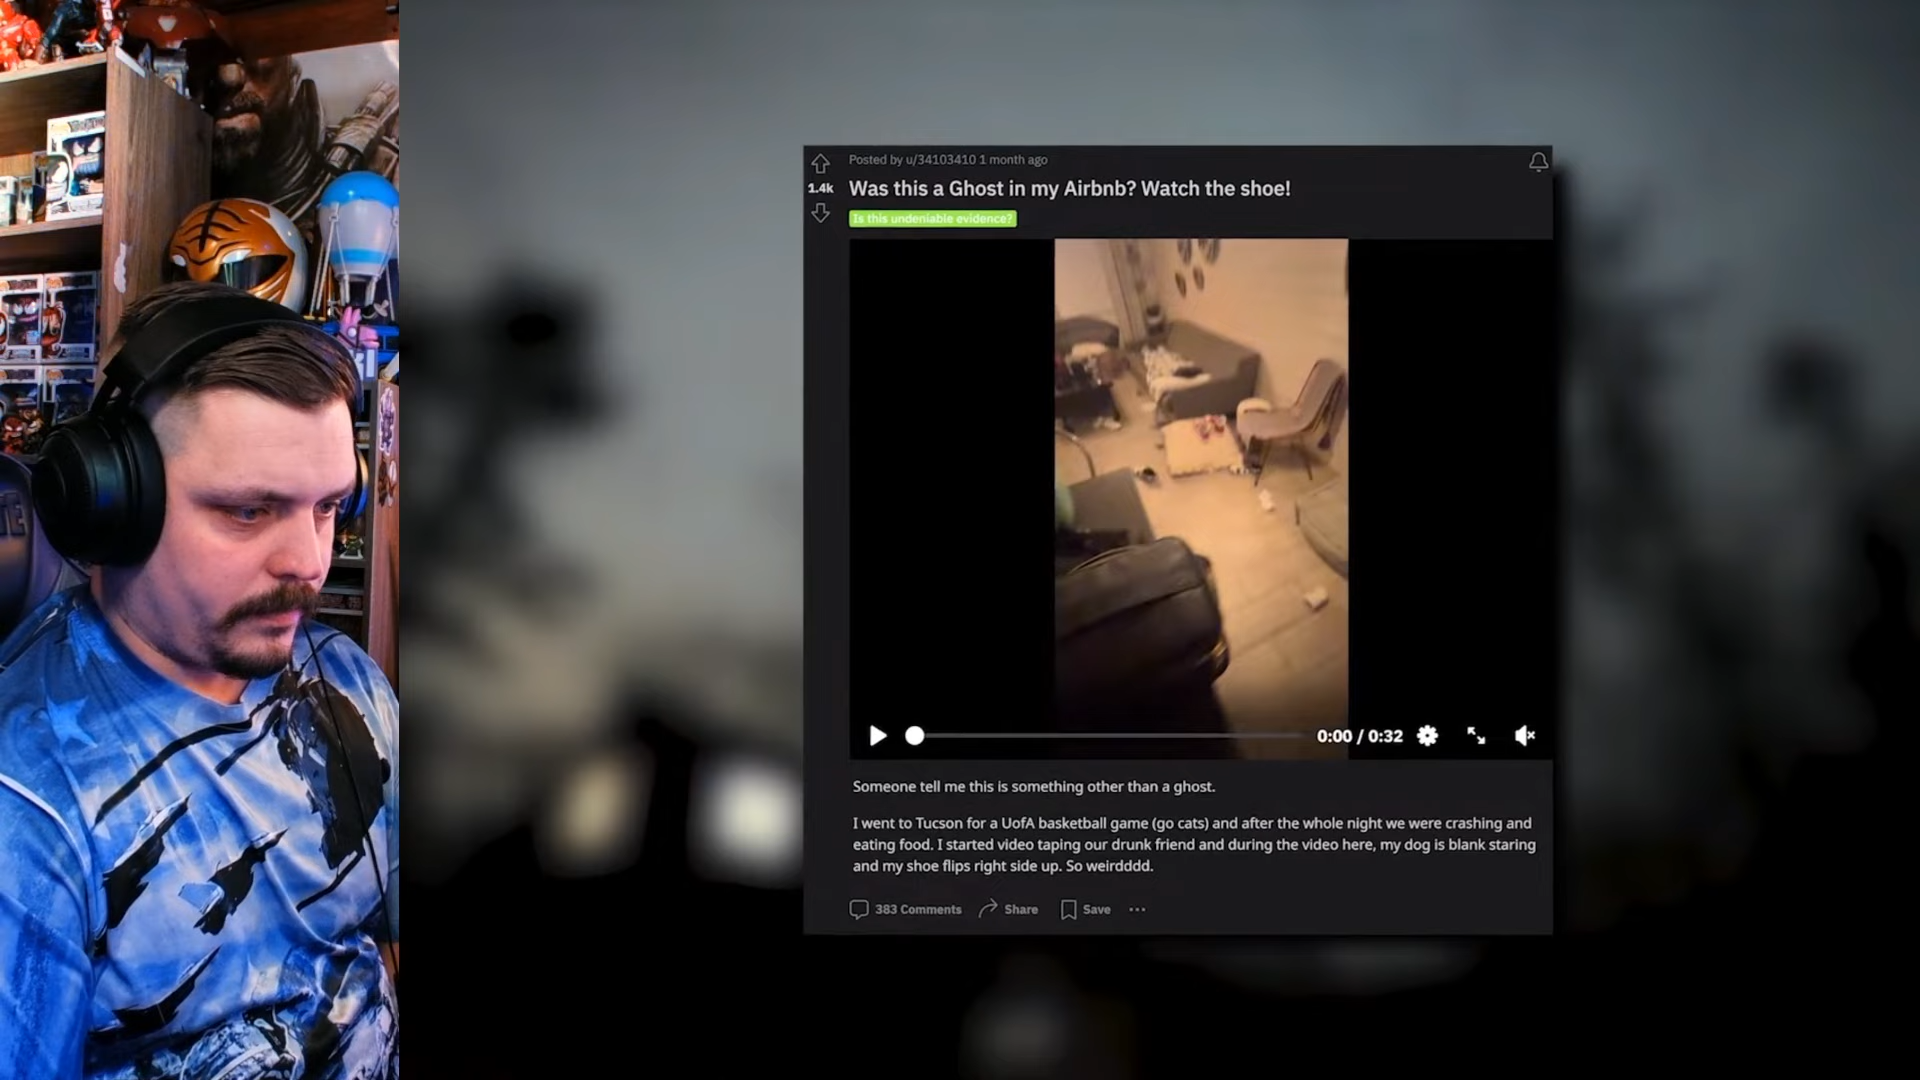 Posted by u/34103410 1 month ago
1.4k
Was this a Ghost in my Airbnb? Watch the shoe!
Is this undeniable evidence?
0:00 / 0:32
Someone tell me this is something other than a ghost.
I went to Tucson for a UofA basketball game (go cats) and after the whole night we were crashing and
eating food. I started video taping our drunk friend and during the video here, my dog is blank staring
and my shoe flips right side up. So weirdddd.
383 Comments
Share
Save